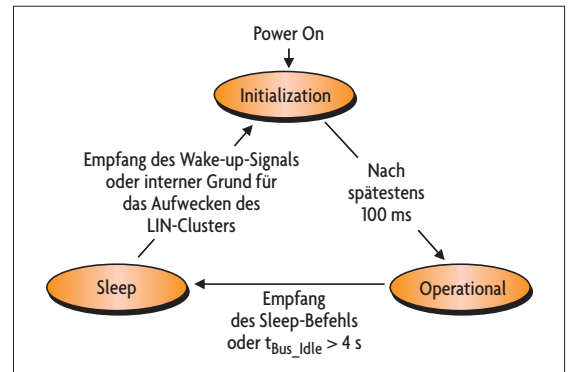 Power On
Initialization
Empfang des Wake-up-Signals
oder interner Grund für
das Aufwecken des
LIN-Clusters
Nach
spätestens
100 ms
Sleep
Operational
Empfang
des Sleep-Befehls
oder t_Bus_Idle > 4 s